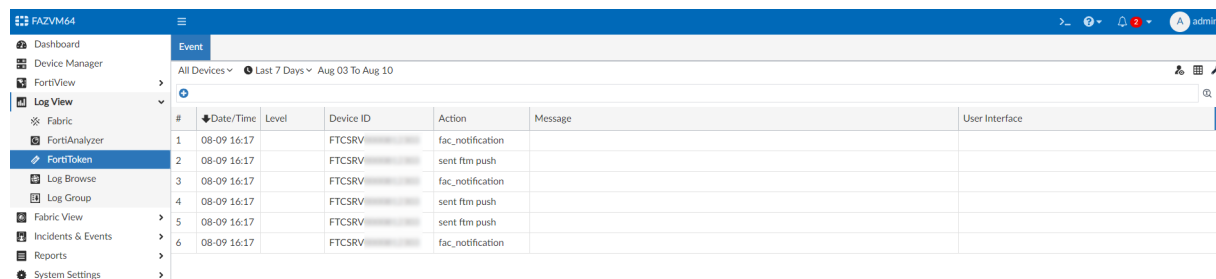 FAZVM64
>_ ? 2 A admin
Dashboard
Device Manager
FortiView
Log View
Fabric
FortiAnalyzer
FortiToken
Log Browse
Log Group
Fabric View
Incidents & Events
Reports
System Settings
Event
All Devices Last 7 Days Aug 03 To Aug 10
# Date/Time Level Device ID Action Message User Interface
1 08-09 16:17 FTCSRV fac_notification
2 08-09 16:17 FTCSRV sent ftm push
3 08-09 16:17 FTCSRV fac_notification
4 08-09 16:17 FTCSRV sent ftm push
5 08-09 16:17 FTCSRV sent ftm push
6 08-09 16:17 FTCSRV fac_notification